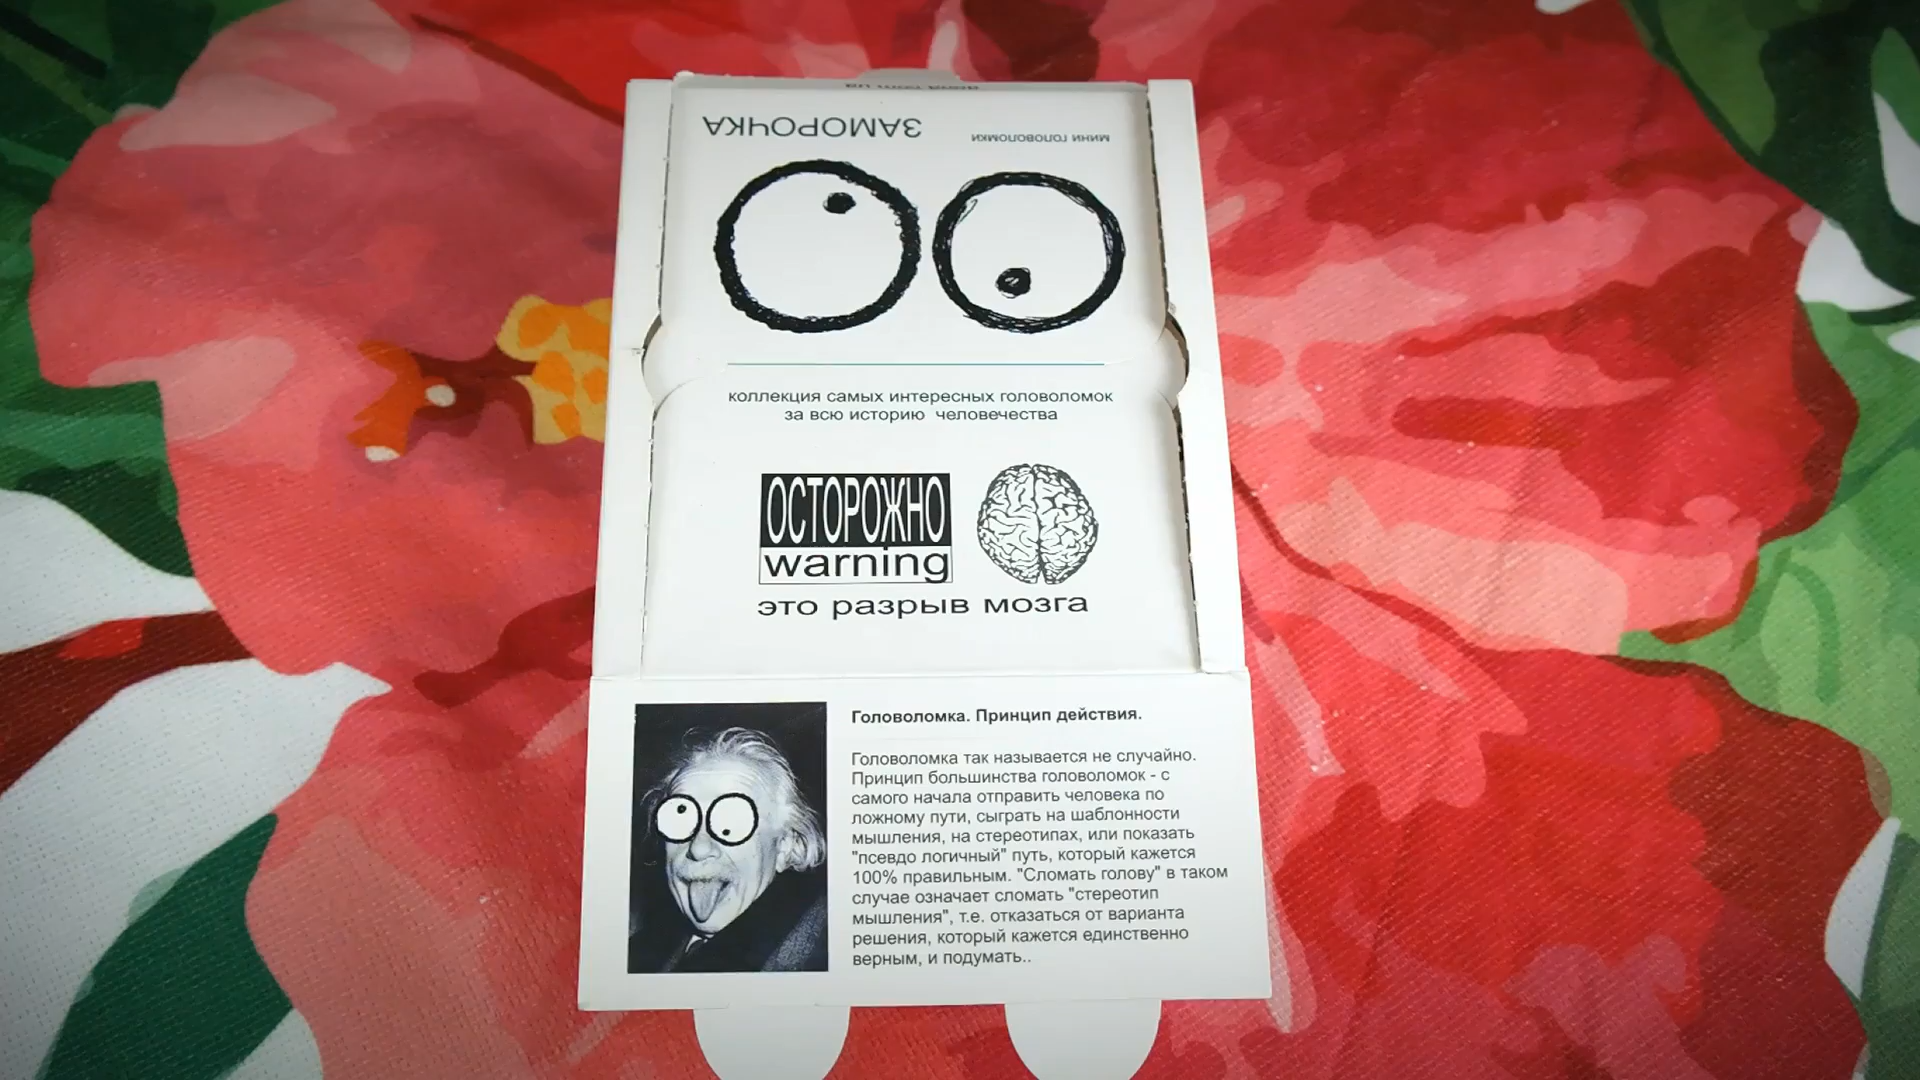 ЗАМОРОЧКА
мини головоломки
коллекция самых интересных головоломок
за всю историю человечества
ОСТОРОЖНО
warning
это разрыв мозга
Головоломка. Принцип действия.
Головоломка так называется не случайно.
Принцип большинства головоломок - с
самого начала отправить человека по
ложному пути, сыграть на шаблонности
мышления, на стереотипах, или показать
"псевдо логичный" путь, который кажется
100% правильным. "Сломать голову" в таком
случае означает сломать "стереотип
мышления", т.е. отказаться от варианта
решения, который кажется единственно
верным, и подумать..